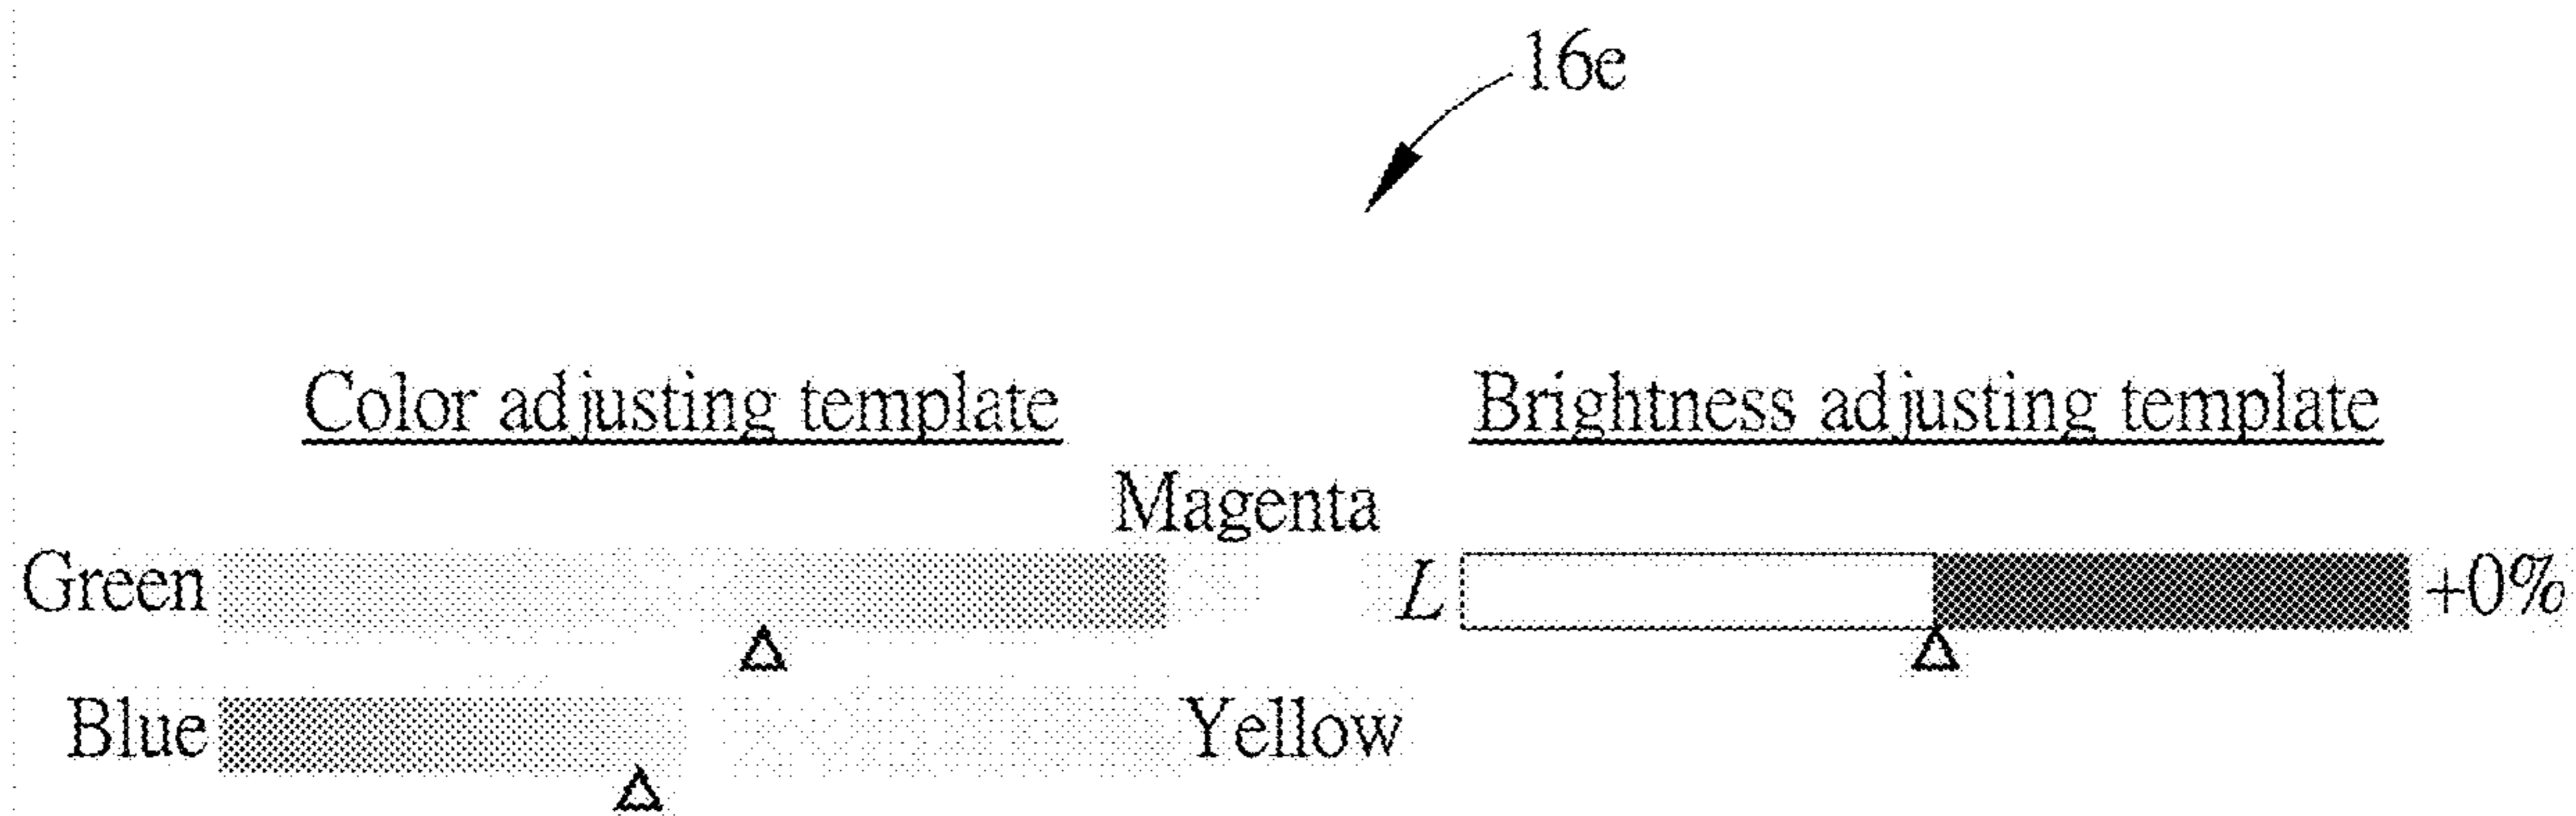 16e
Color adjusting template
Brightness adjusting template
Magenta
Green
L
+0%
Blue
Yellow